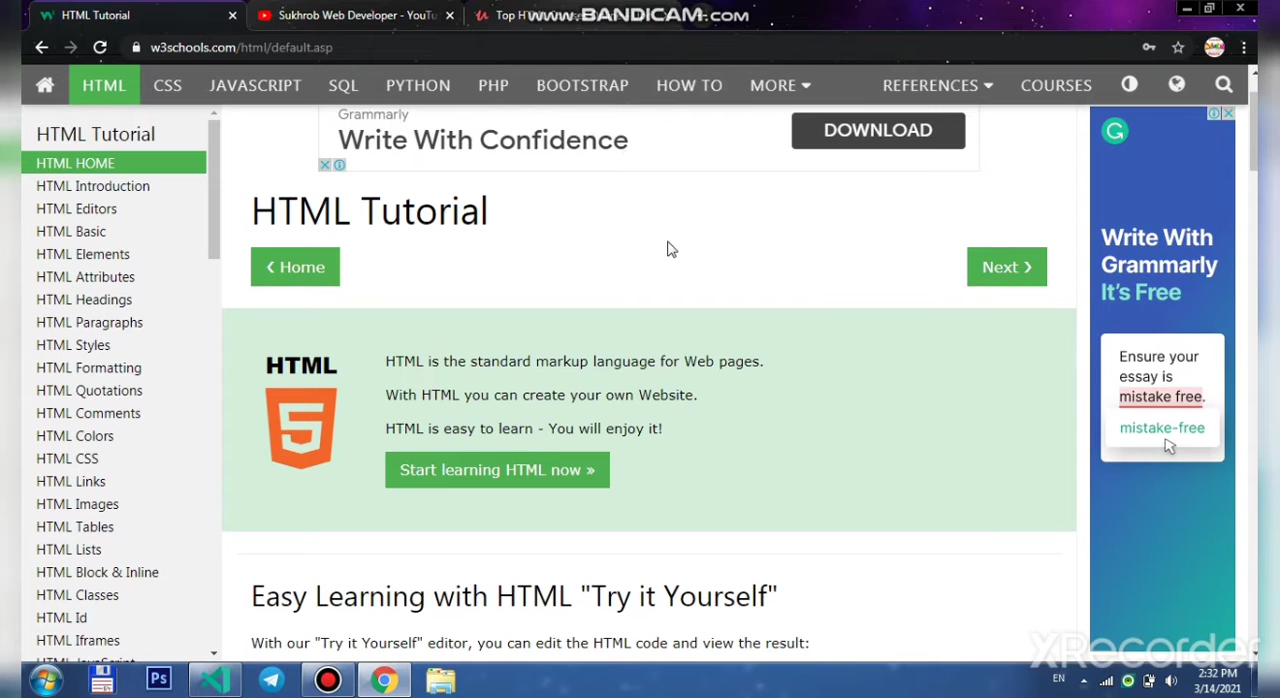 HTML Tutorial
Sukhrob Web Developer - YouTu
Top HT
WWW.BANDICAM.COM
w3schools.com/html/default.asp
HTML
CSS
JAVASCRIPT
SQL
PYTHON
PHP
BOOTSTRAP
HOW TO
MORE
REFERENCES
COURSES
HTML Tutorial
HTML HOME
HTML Introduction
HTML Editors
HTML Basic
HTML Elements
HTML Attributes
HTML Headings
HTML Paragraphs
HTML Styles
HTML Formatting
HTML Quotations
HTML Comments
HTML Colors
HTML CSS
HTML Links
HTML Images
HTML Tables
HTML Lists
HTML Block & Inline
HTML Classes
HTML Id
HTML Iframes
HTML JavaScript
Grammarly
Write With Confidence
DOWNLOAD
HTML Tutorial
❮ Home
Next ❯
HTML
5
HTML is the standard markup language for Web pages.
With HTML you can create your own Website.
HTML is easy to learn - You will enjoy it!
Start learning HTML now »
Easy Learning with HTML "Try it Yourself"
With our "Try it Yourself" editor, you can edit the HTML code and view the result:
G
Write With
Grammarly
It's Free
Ensure your
essay is
mistake free.
mistake-free
XRecorder
Ps
EN
2:32 PM
3/14/2021